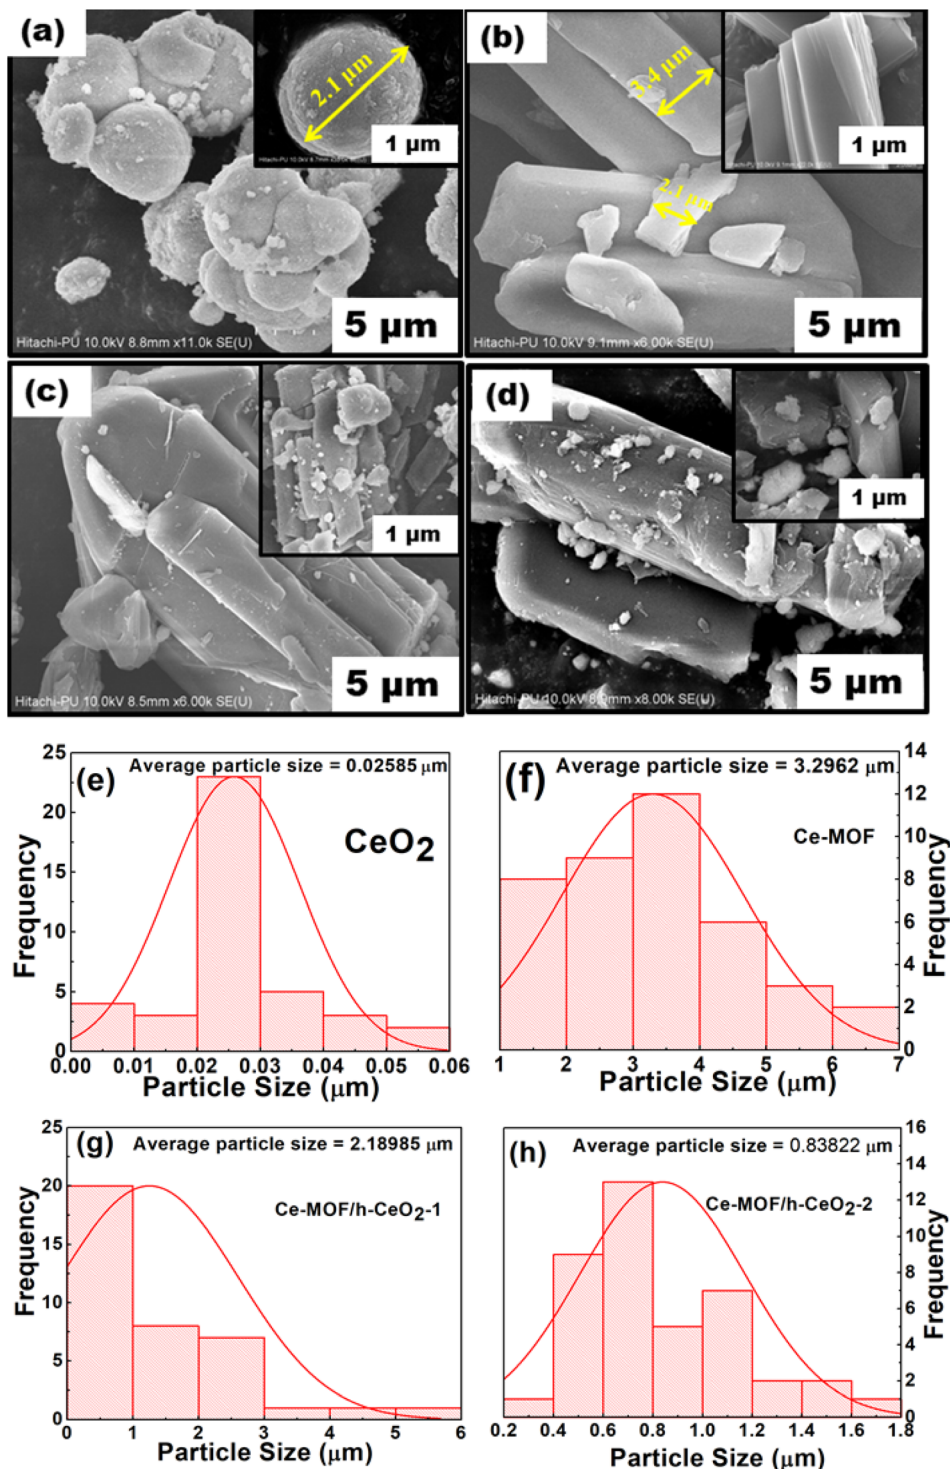 (a)
2.1 µm
1 µm
5 µm
Hitachi-PU 10.0kV 8.8mm x11.0k SE(U)
(b)
3.4 µm
2.1 µm
1 µm
5 µm
Hitachi-PU 10.0kV 9.1mm x6.00k SE(U)
(c)
1 µm
5 µm
Hitachi-PU 10.0kV 8.5mm x6.00k SE(U)
(d)
1 µm
5 µm
Hitachi-PU 10.0kV 8.9mm x8.00k SE(U)
(e)
Average particle size = 0.02585 µm
CeO2
Frequency
25
20
15
10
5
0
0.00 0.01 0.02 0.03 0.04 0.05 0.06
Particle Size (µm)
(f)
Average particle size = 3.2962 µm
Ce-MOF
Frequency
14
12
10
8
6
4
2
0
1 2 3 4 5 6 7
Particle Size (µm)
(g)
Average particle size = 2.18985 µm
Ce-MOF/h-CeO2-1
Frequency
25
20
15
10
5
0
0 1 2 3 4 5 6
Particle Size (µm)
(h)
Average particle size = 0.83822 µm
Ce-MOF/h-CeO2-2
Frequency
16
14
12
10
8
6
4
2
0
0.2 0.4 0.6 0.8 1.0 1.2 1.4 1.6 1.8
Particle Size (µm)